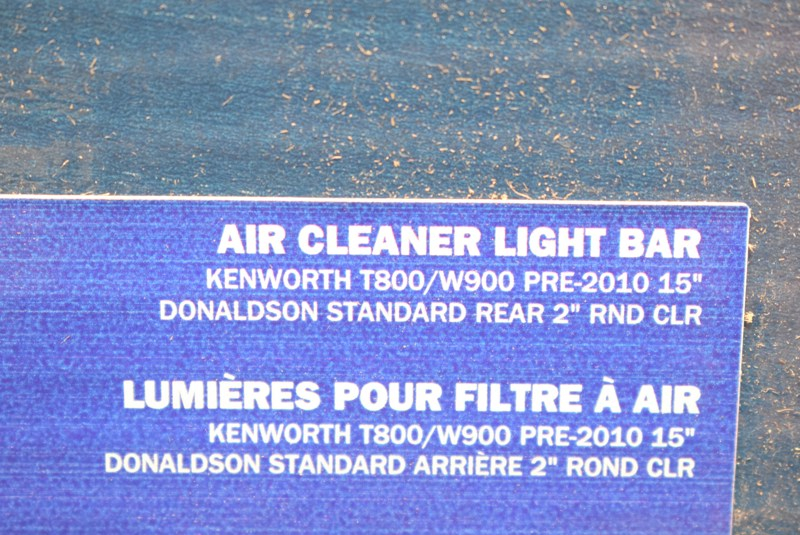 AIR CLEANER LIGHT BAR
KENWORTH T800/W900 PRE-2010 15"
DONALDSON STANDARD REAR 2" RND CLR
LUMIÈRES POUR FILTRE À AIR
KENWORTH T800/W900 PRE-2010 15"
DONALDSON STANDARD ARRIÈRE 2" ROND CLR